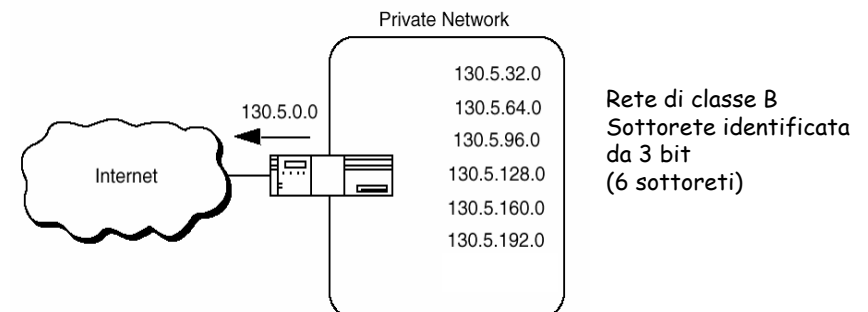 Private Network
130.5.32.0
130.5.64.0
130.5.96.0
130.5.128.0
130.5.160.0
130.5.192.0
130.5.0.0
Internet
Rete di classe B
Sottorete identificata
da 3 bit
(6 sottoreti)